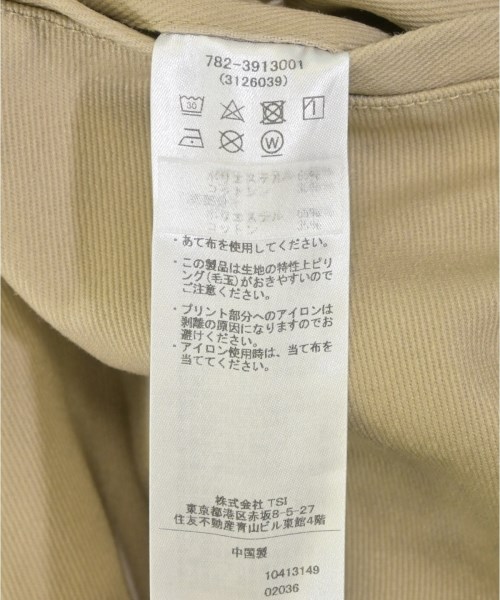 782-3913001
(3126039)
30
W
・あて布を使用してください。
・この製品は生地の特性上ピリ
ング(毛玉)がおきやすいので
ご注意ください。
・プリント部分へのアイロンは
剥離の原因になりますのでお
避けください。
・アイロン使用時は、当て布を
当ててください。
株式会社 TSI
東京都港区赤坂8-5-27
住友不動産青山ビル東館4階
中国製
10413149
02036